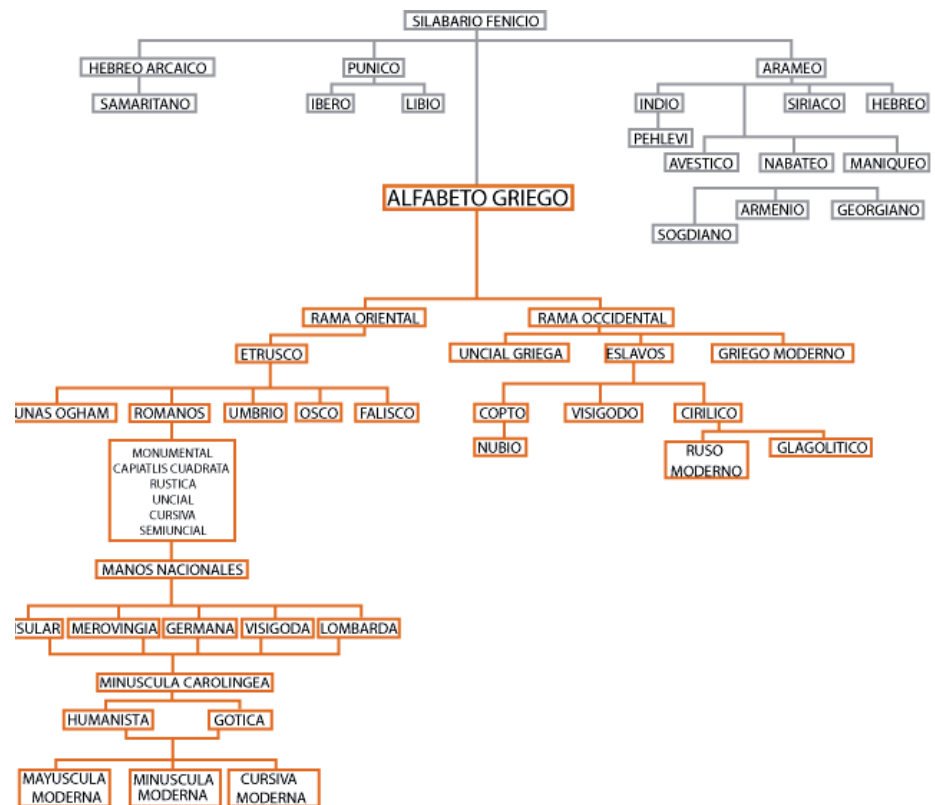 SILABARIO FENICIO
HEBREO ARCAICO
PUNICO
ARAMEO
SAMARITANO
IBERO
LIBIO
INDIO
SIRIACO
HEBREO
PEHLEVI
AVESTICO
NABATEO
MANIQUEO
ALFABETO GRIEGO
ARMENIO
GEORGIANO
SOGDIANO
RAMA ORIENTAL
RAMA OCCIDENTAL
ETRUSCO
UNCIAL GRIEGA
ESLAVOS
GRIEGO MODERNO
UNAS OGHAM
ROMANOS
UMBRIO
OSCO
FALISCO
COPTO
VISIGODO
CIRILICO
NUBIO
RUSO
MODERNO
GLAGOLITICO
MONUMENTAL
CAPIATLIS CUADRATA
RUSTICA
UNCIAL
CURSIVA
SEMIUNCIAL
MANOS NACIONALES
SULAR
MEROVINGIA
GERMANA
VISIGODA
LOMBARDA
MINUSCULA CAROLINGEA
HUMANISTA
GOTICA
MAYUSCULA
MODERNA
MINUSCULA
MODERNA
CURSIVA
MODERNA